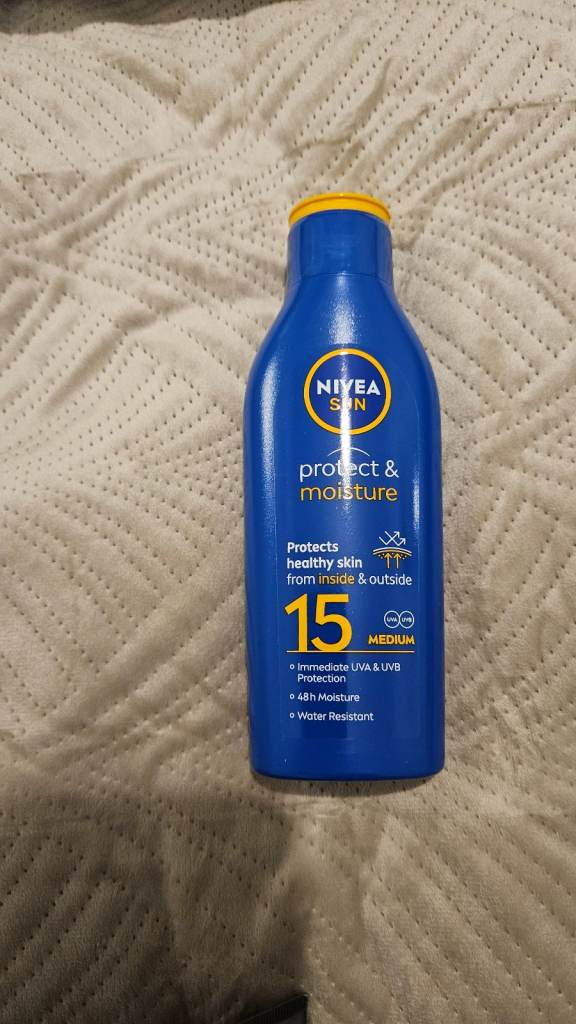 NIVEA
SUN
protect &
moisture
Protects
healthy skin
from inside & outside
15
UVA UVB
MEDIUM
Immediate UVA & UVB
Protection
48h Moisture
Water Resistant